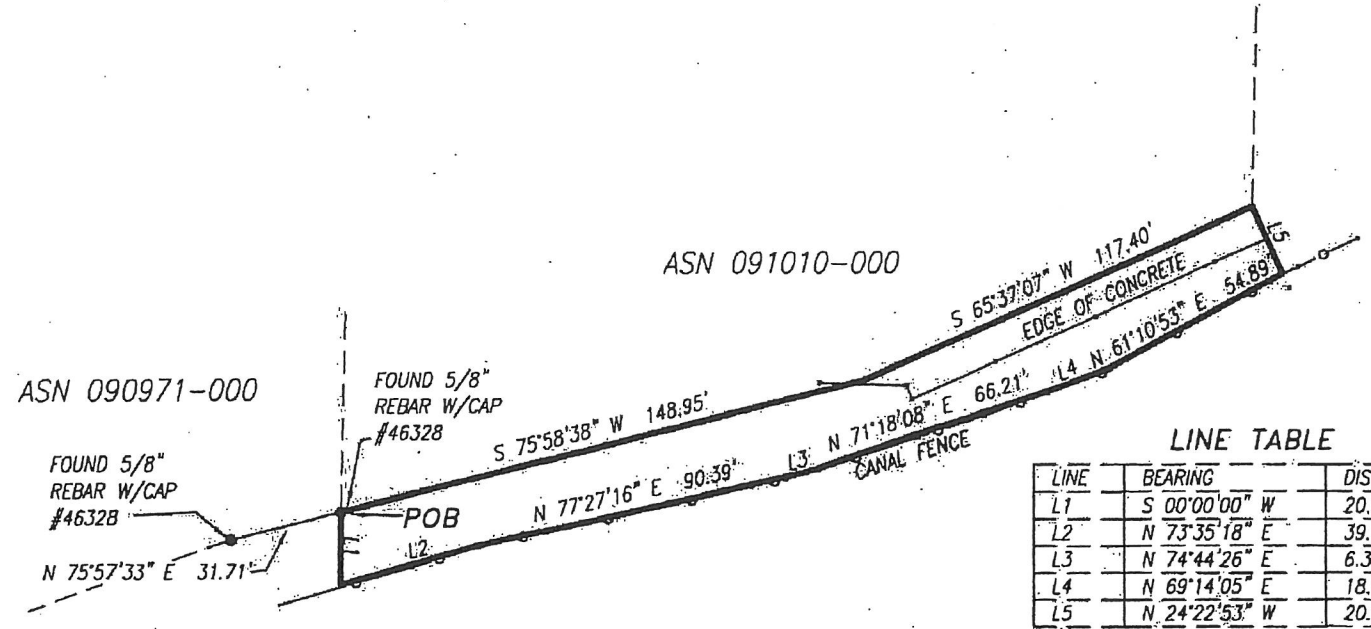 ASN 091010-000
S 65°37'07" W 117.40'
EDGE OF CONCRETE
L5
N 61°10'53" E 54.89'
L4
ASN 090971-000
FOUND 5/8"
REBAR W/CAP
#46328
S 75°58'38" W 148.95'
N 71°18'08" E 66.21'
CANAL FENCE
L3
FOUND 5/8"
REBAR W/CAP
#46328
POB
N 77°27'16" E 90.39'
L2
N 75°57'33" E 31.71'
LINE TABLE
LINE BEARING DIS
L1 S 00°00'00" W 20.
L2 N 73°35'18" E 39.
L3 N 74°44'26" E 6.3
L4 N 69°14'05" E 18.
L5 N 24°22'53" W 20.